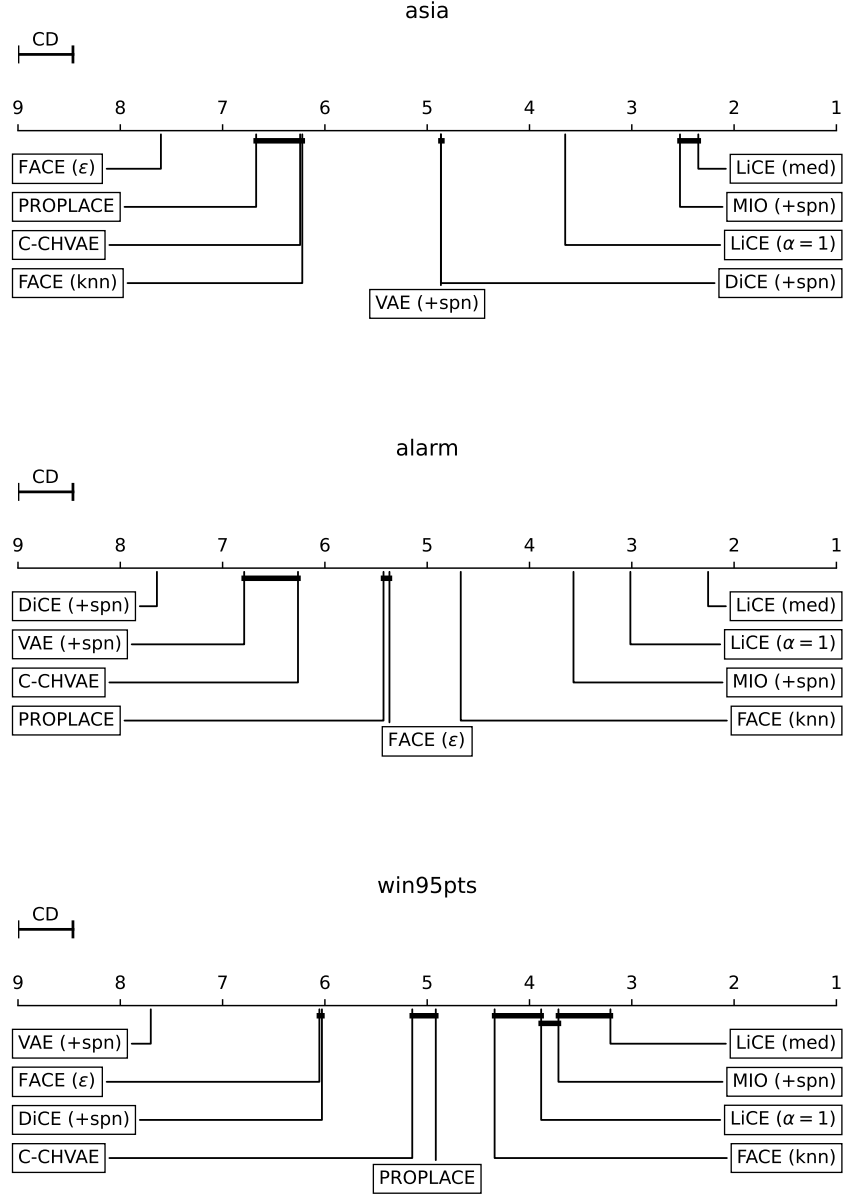 asia
CD
9 8 7 6 5 4 3 2 1
FACE (ε) LiCE (med)
PROPLACE MIO (+spn)
C-CHVAE LiCE (α = 1)
FACE (knn) DiCE (+spn)
VAE (+spn)
alarm
CD
9 8 7 6 5 4 3 2 1
DiCE (+spn) LiCE (med)
VAE (+spn) LiCE (α = 1)
C-CHVAE MIO (+spn)
PROPLACE FACE (knn)
FACE (ε)
win95pts
CD
9 8 7 6 5 4 3 2 1
VAE (+spn) LiCE (med)
FACE (ε) MIO (+spn)
DiCE (+spn) LiCE (α = 1)
C-CHVAE FACE (knn)
PROPLACE